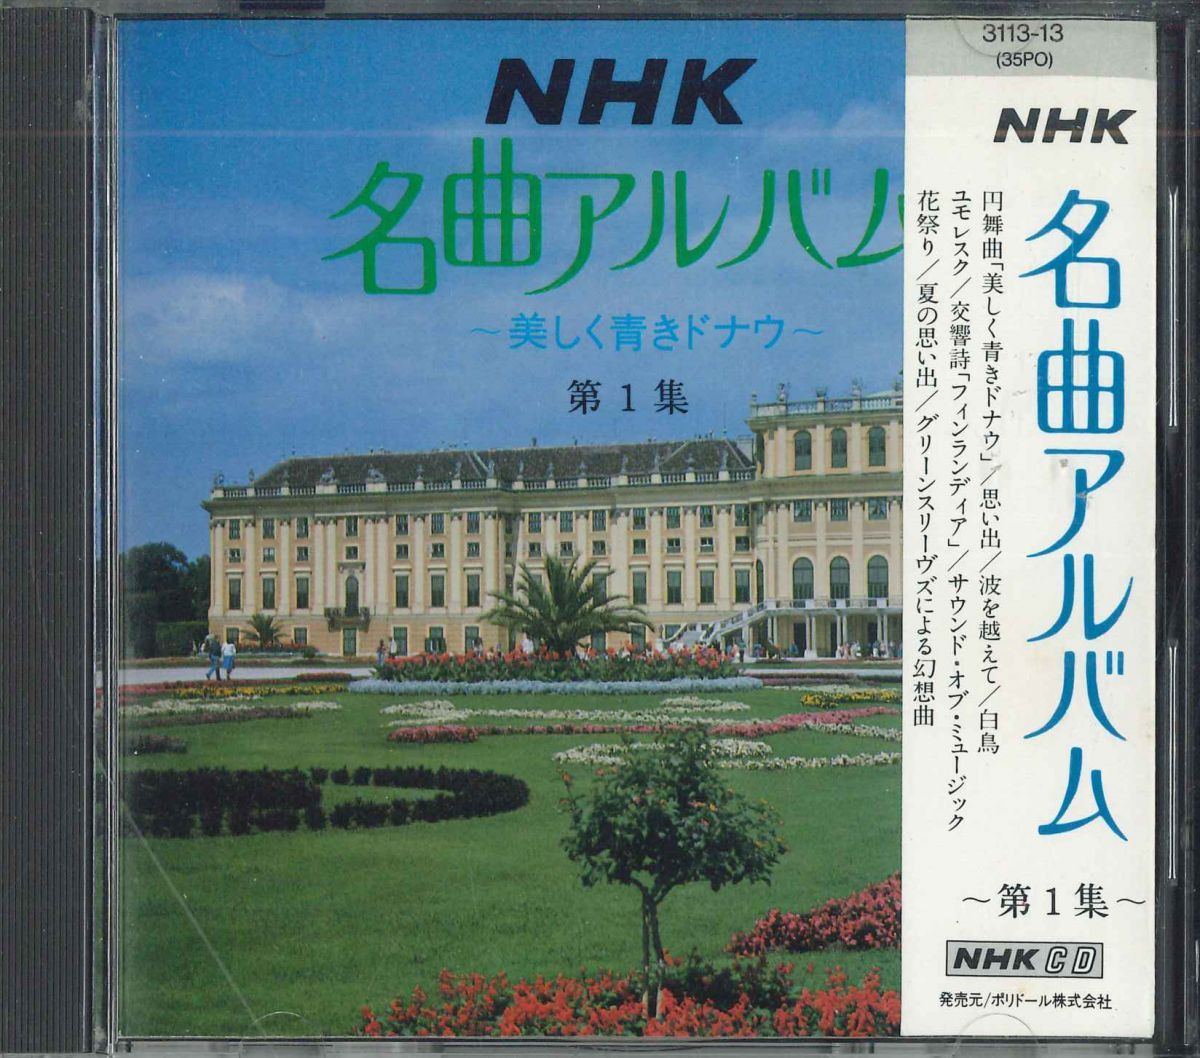 NHK
名曲アルバム
～美しく青きドナウ～
第1集
3113-13
(35PO)
NHK
名曲アルバム
円舞曲「美しく青きドナウ」/思い出/波を越えて/白鳥
ユモレスク/交響詩「フィンランディア」/サウンド・オブ・ミュージック
花祭り/夏の思い出/グリーンスリーヴズによる幻想曲
～第1集～
NHK CD
発売元/ポリドール株式会社